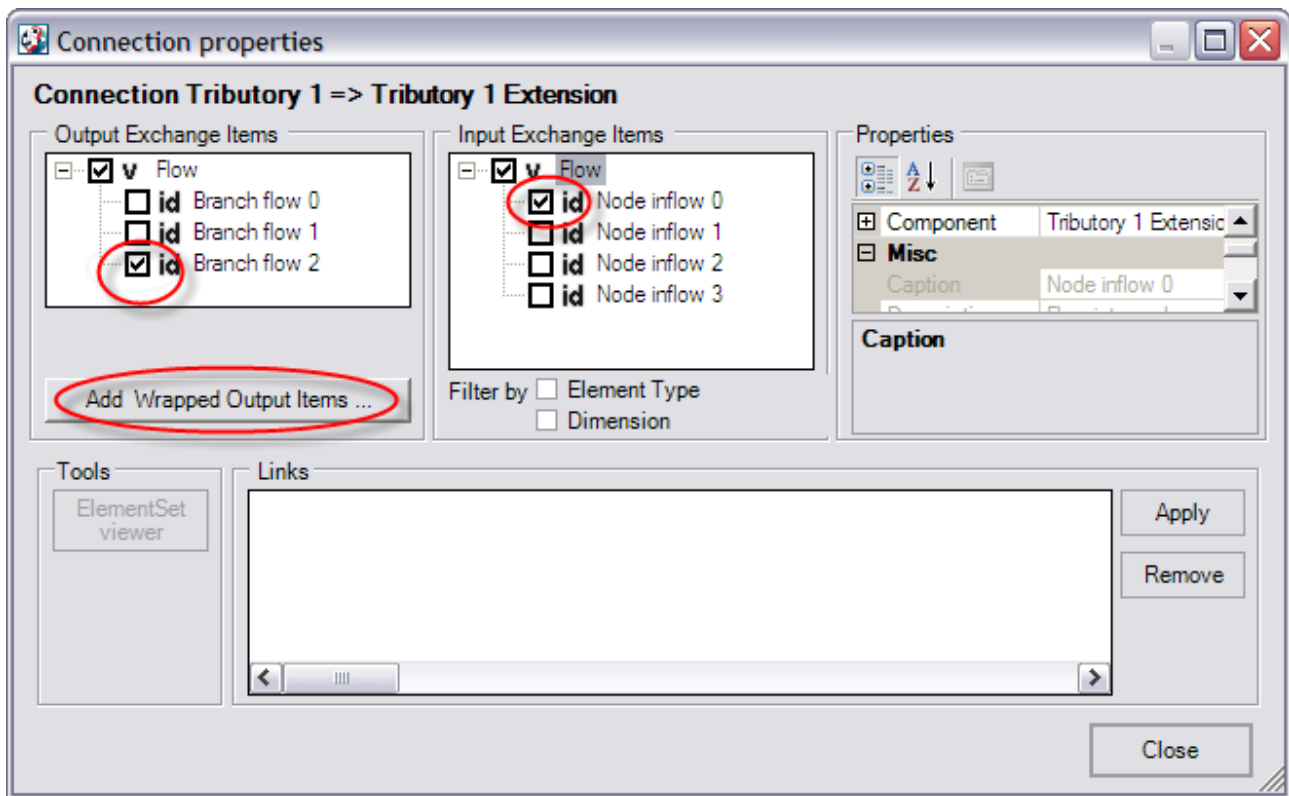 Connection properties
Connection Tributory 1 => Tributory 1 Extension
Output Exchange Items
v Flow
id Branch flow 0
id Branch flow 1
id Branch flow 2
Add Wrapped Output Items ...
Input Exchange Items
v Flow
id Node inflow 0
id Node inflow 1
id Node inflow 2
id Node inflow 3
Filter by Element Type
Dimension
Properties
A Z
Component Tributory 1 Extensic
Misc
Caption Node inflow 0
Caption
Tools
ElementSet
viewer
Links
Apply
Remove
Close